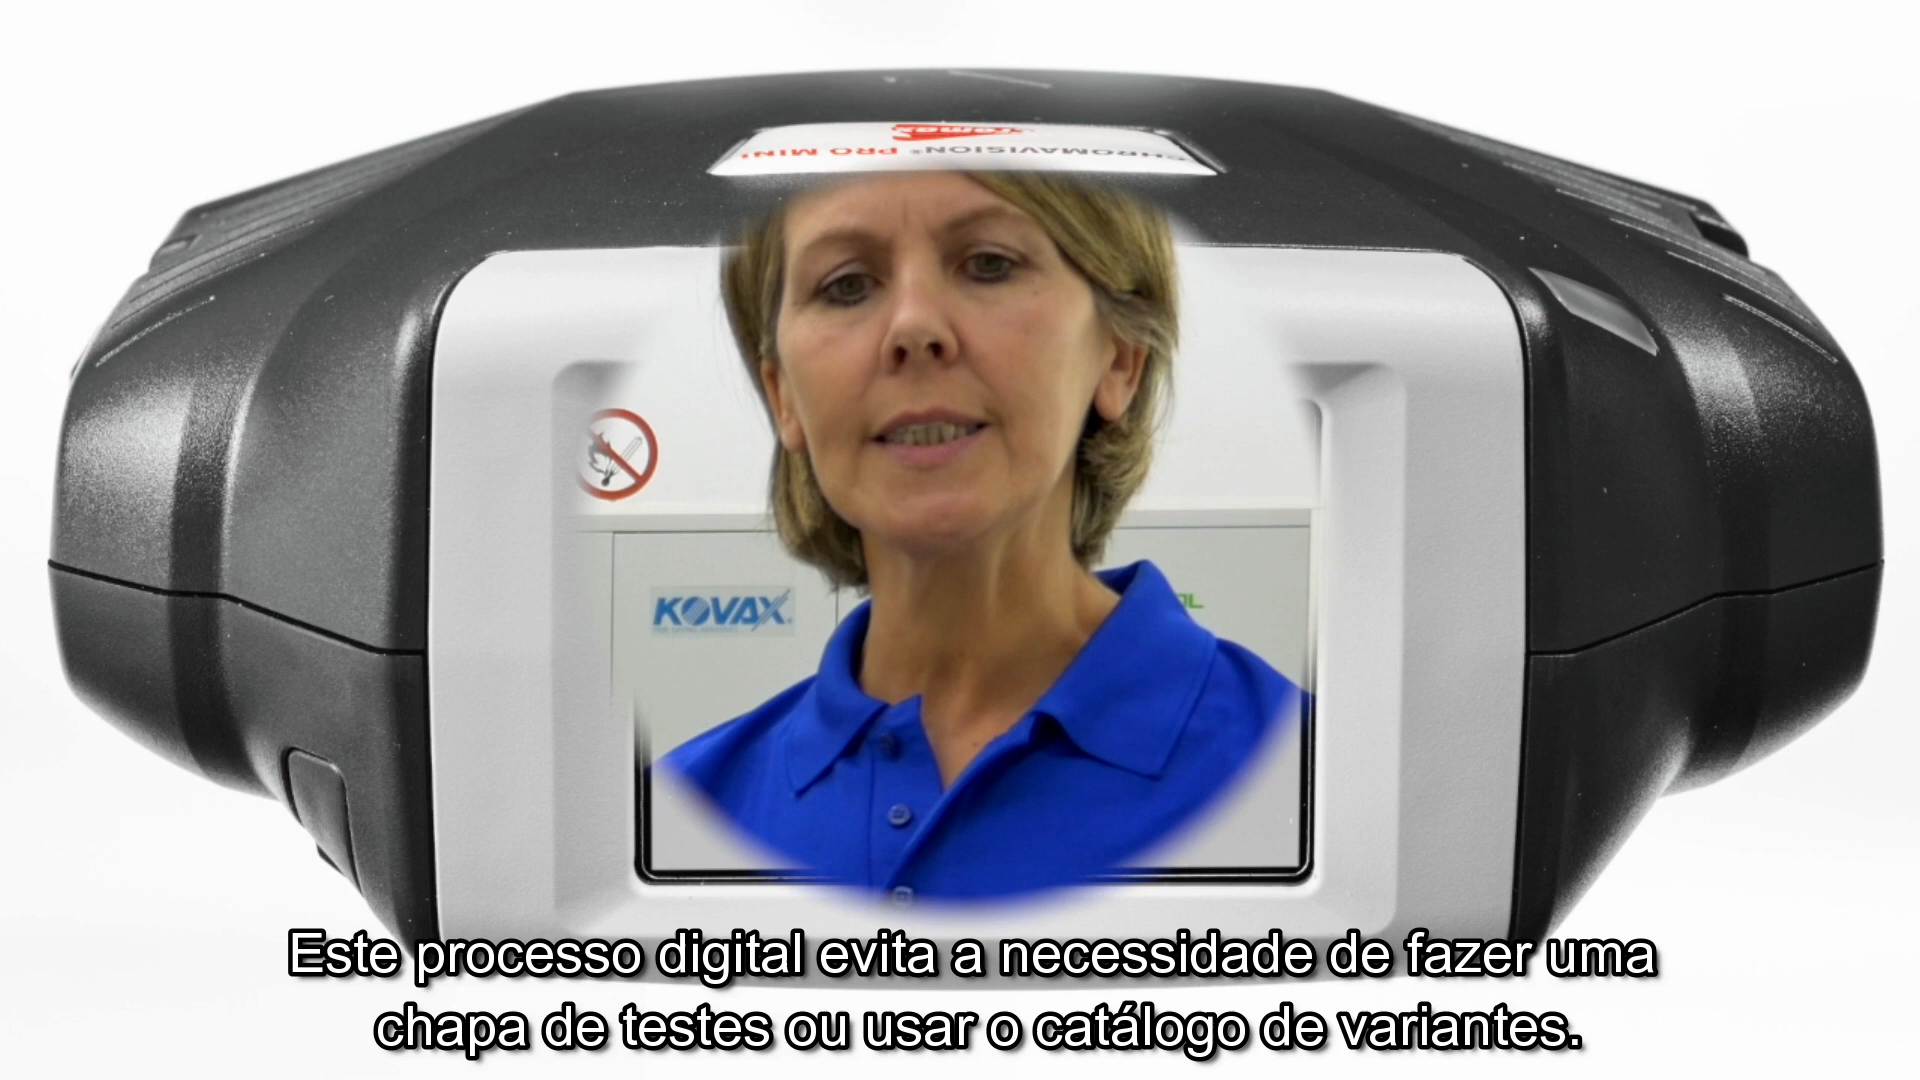 CHROMAVISION® PRO MINI
KOVAX
Este processo digital evita a necessidade de fazer uma
chapa de testes ou usar o catálogo de variantes.